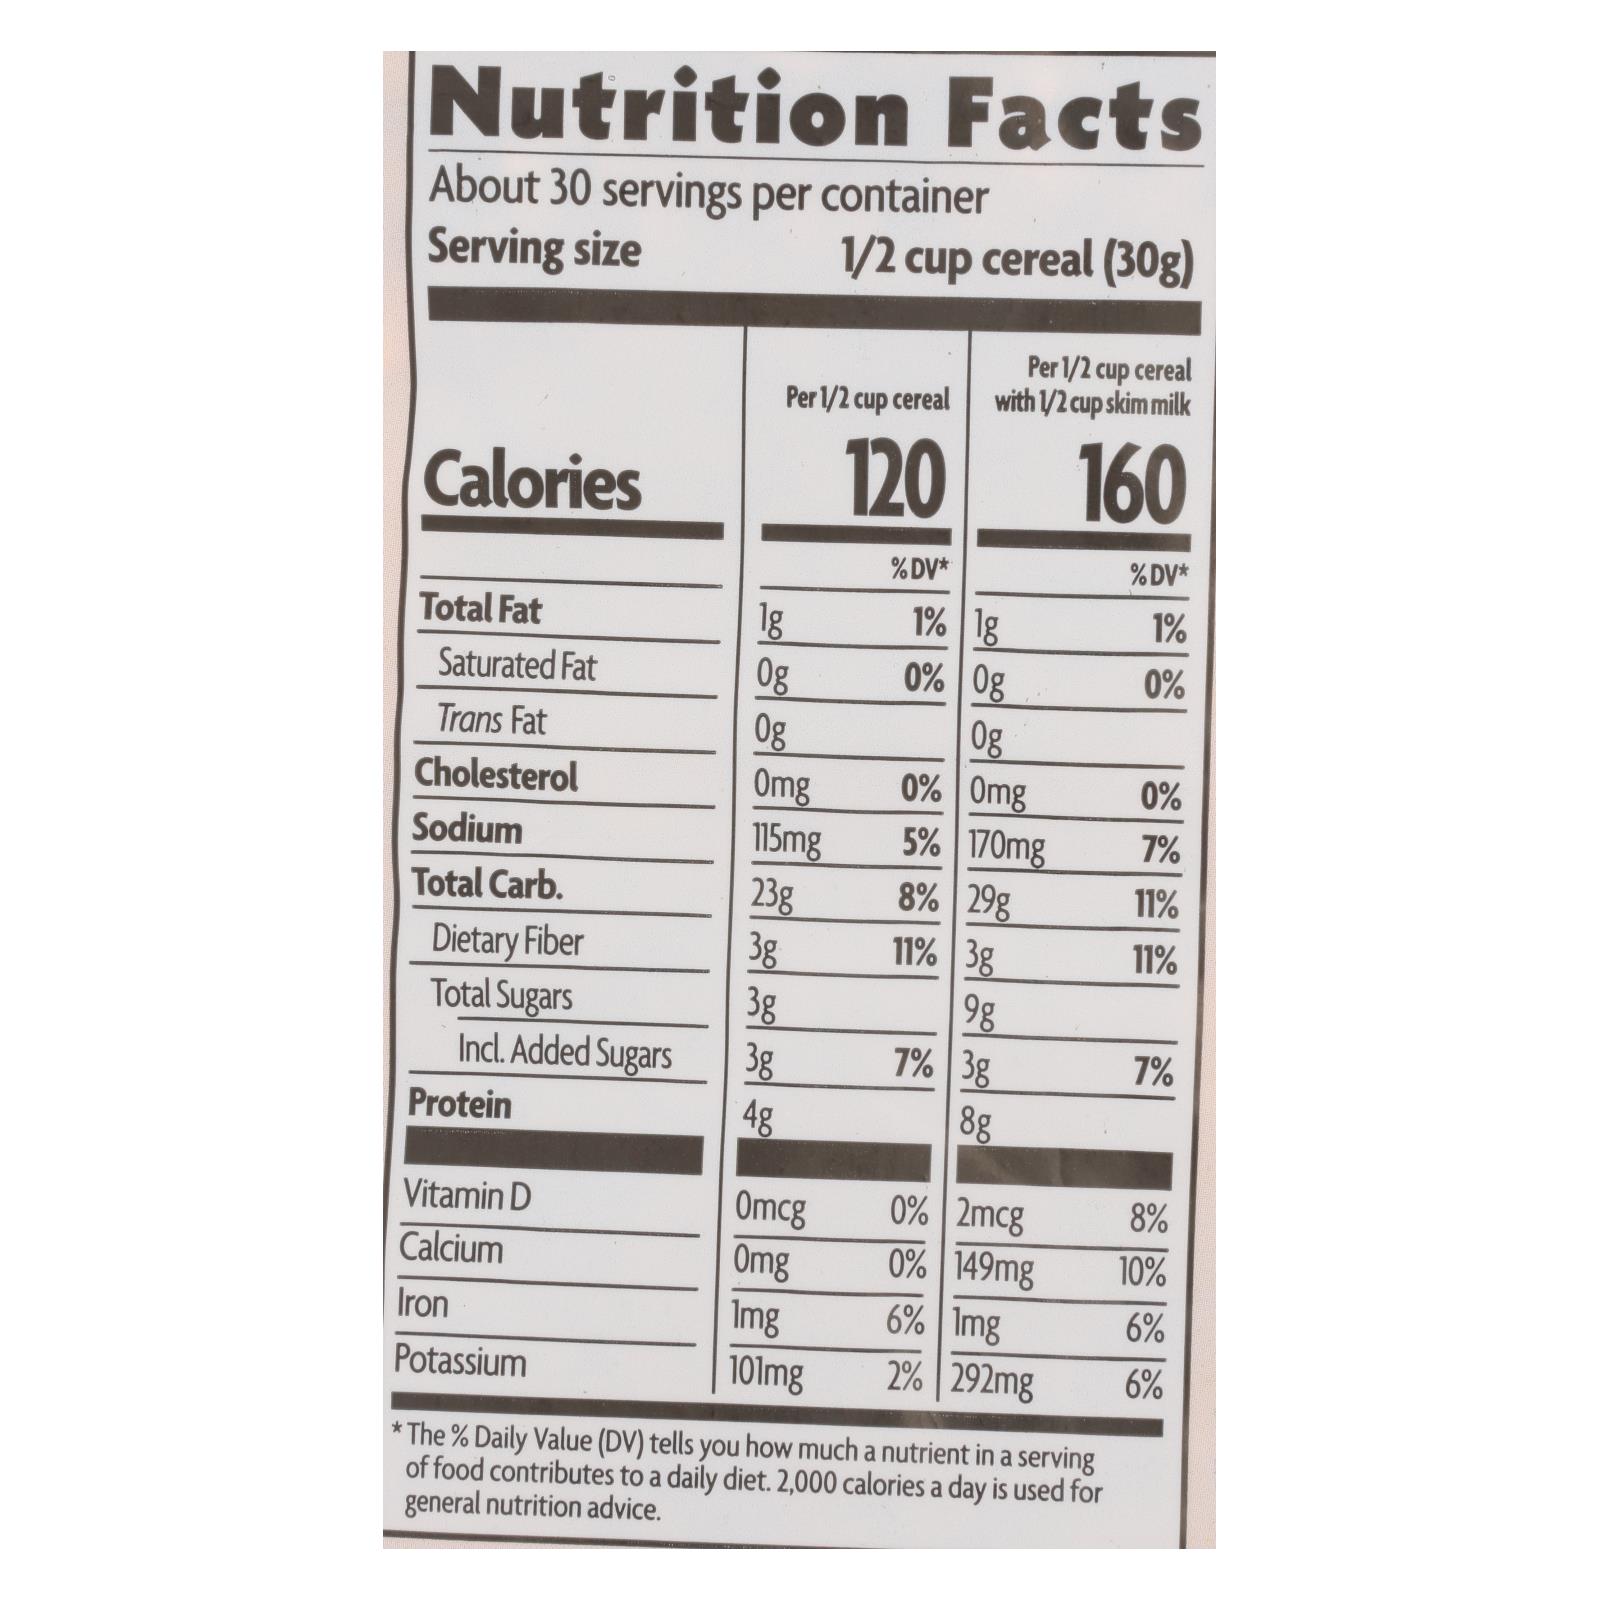 Nutrition Facts
About 30 servings per container
Serving size 1/2 cup cereal (30g)
Per 1/2 cup cereal
Per 1/2 cup cereal
with 1/2 cup skim milk
Calories 120 160
%DV* %DV*
Total Fat 1g 1% 1g 1%
Saturated Fat 0g 0% 0g 0%
Trans Fat 0g 0g
Cholesterol 0mg 0% 0mg 0%
Sodium 115mg 5% 170mg 7%
Total Carb. 23g 8% 29g 11%
Dietary Fiber 3g 11% 3g 11%
Total Sugars 3g 9g
Incl. Added Sugars 3g 7% 3g 7%
Protein 4g 8g
Vitamin D 0mcg 0% 2mcg 8%
Calcium 0mg 0% 149mg 10%
Iron 1mg 6% 1mg 6%
Potassium 101mg 2% 292mg 6%
* The % Daily Value (DV) tells you how much a nutrient in a serving
of food contributes to a daily diet. 2,000 calories a day is used for
general nutrition advice.